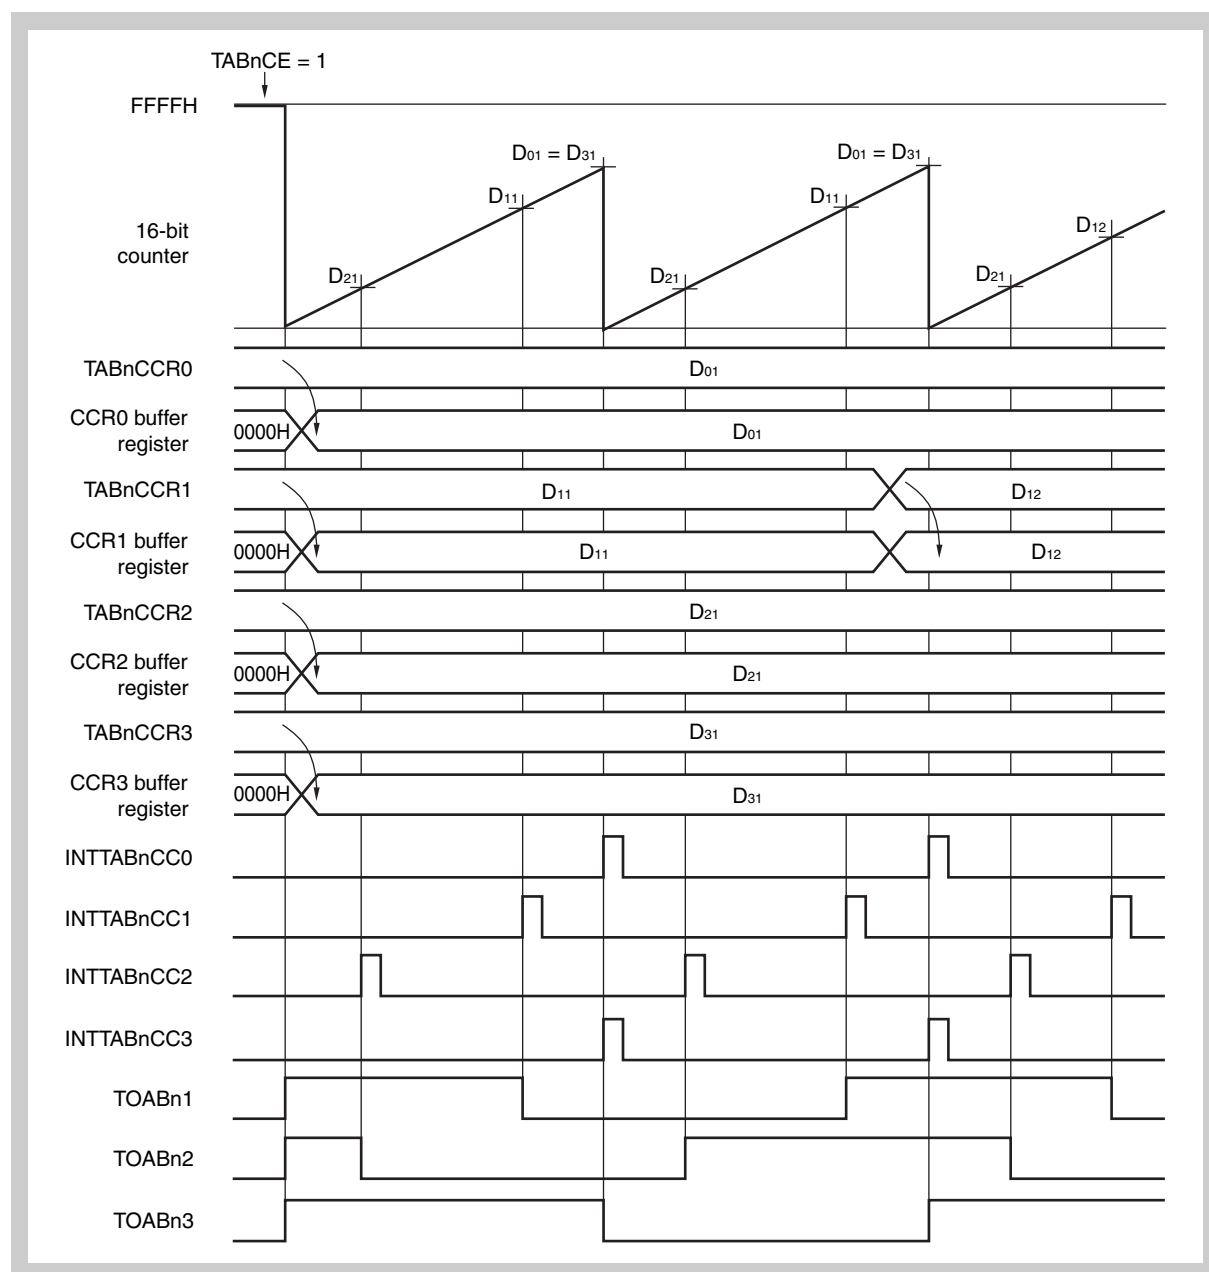 TABnCE = 1
FFFFH
D01 = D31
D01 = D31
D11
D11
D12
16-bit
counter
D21
D21
D21
TABnCCR0
D01
CCR0 buffer
register
0000H
D01
TABnCCR1
D11
D12
CCR1 buffer
register
0000H
D11
D12
TABnCCR2
D21
CCR2 buffer
register
0000H
D21
TABnCCR3
D31
CCR3 buffer
register
0000H
D31
INTTABnCC0
INTTABnCC1
INTTABnCC2
INTTABnCC3
TOABn1
TOABn2
TOABn3